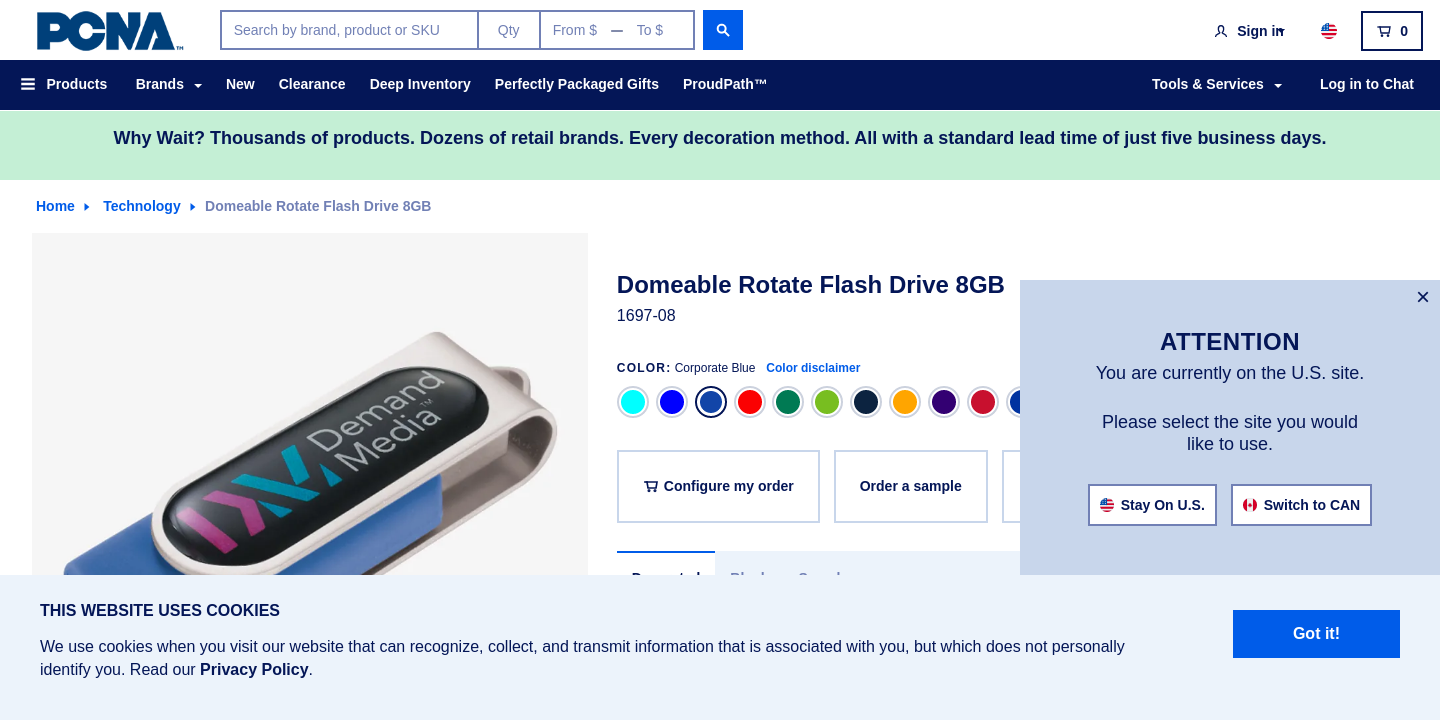 PCNA™
Search by brand, product or SKU
Qty
From $ — To $
Sign in
0
Products
Brands
New
Clearance
Deep Inventory
Perfectly Packaged Gifts
ProudPath™
Tools & Services
Log in to Chat
Why Wait? Thousands of products. Dozens of retail brands. Every decoration method. All with a standard lead time of just five business days.
Home
Technology
Domeable Rotate Flash Drive 8GB
Demand
Media™
Domeable Rotate Flash Drive 8GB
1697-08
COLOR: Corporate Blue Color disclaimer
Configure my order
Order a sample
×
ATTENTION
You are currently on the U.S. site.
Please select the site you would
like to use.
Stay On U.S.
Switch to CAN
THIS WEBSITE USES COOKIES
We use cookies when you visit our website that can recognize, collect, and transmit information that is associated with you, but which does not personally
identify you. Read our Privacy Policy.
Got it!